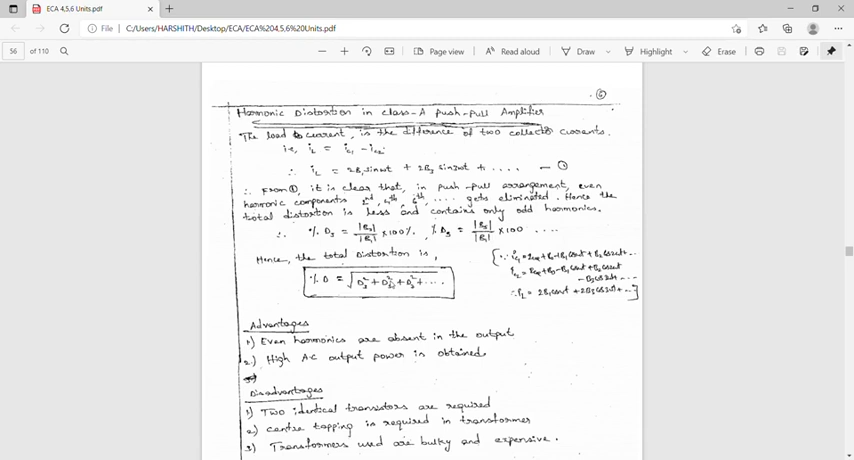 ECA 4,5,6 Units.pdf
File | C:/Users/HARSHITH/Desktop/ECA/ECA%204,5,6%20Units.pdf
56 of 110 Page view Read aloud Draw Highlight Erase
6
Harmonic Distortion in class-A push-pull Amplifier
The load current, is the difference of two collector currents.
i.e., iL = ic1 - ic2
∴ iL = 2B1 sinωt + 2B3 sin3ωt + .... — ①
∴ From ①, it is clear that, in push-pull arrangement, even
harmonic components 2nd, 4th, 6th, .... gets eliminated. Hence the
total distortion is less and contains only odd harmonics.
∴ % D3 = |B3|/|B1| ×100%, % D5 = |B5|/|B1| ×100 ....
Hence, the total Distortion is,
% D = √D3² + D5² + D7² + ....
∴ iL = 2B1 cosωt + 2B3 cos3ωt + ...
Advantages
1) Even harmonics are absent in the output
2) High A.C output power is obtained
Disadvantages
1) Two identical transistors are required
2) centre tapping is required in transformer
3) Transformers used are bulky and expensive.